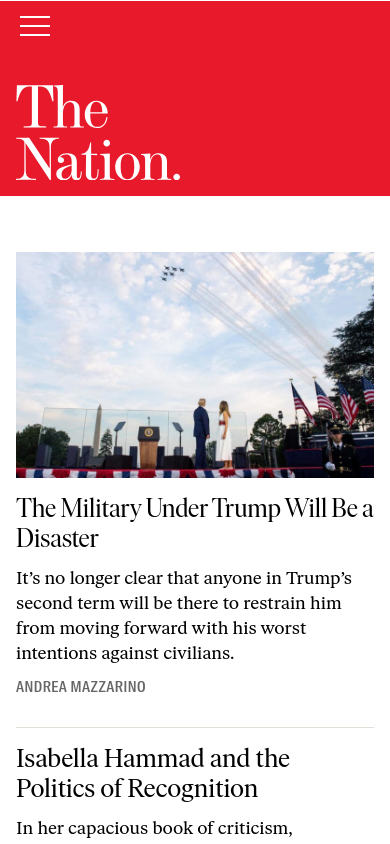 The
Nation.
The Military Under Trump Will Be a
Disaster
It’s no longer clear that anyone in Trump’s
second term will be there to restrain him
from moving forward with his worst
intentions against civilians.
ANDREA MAZZARINO
Isabella Hammad and the
Politics of Recognition
In her capacious book of criticism,